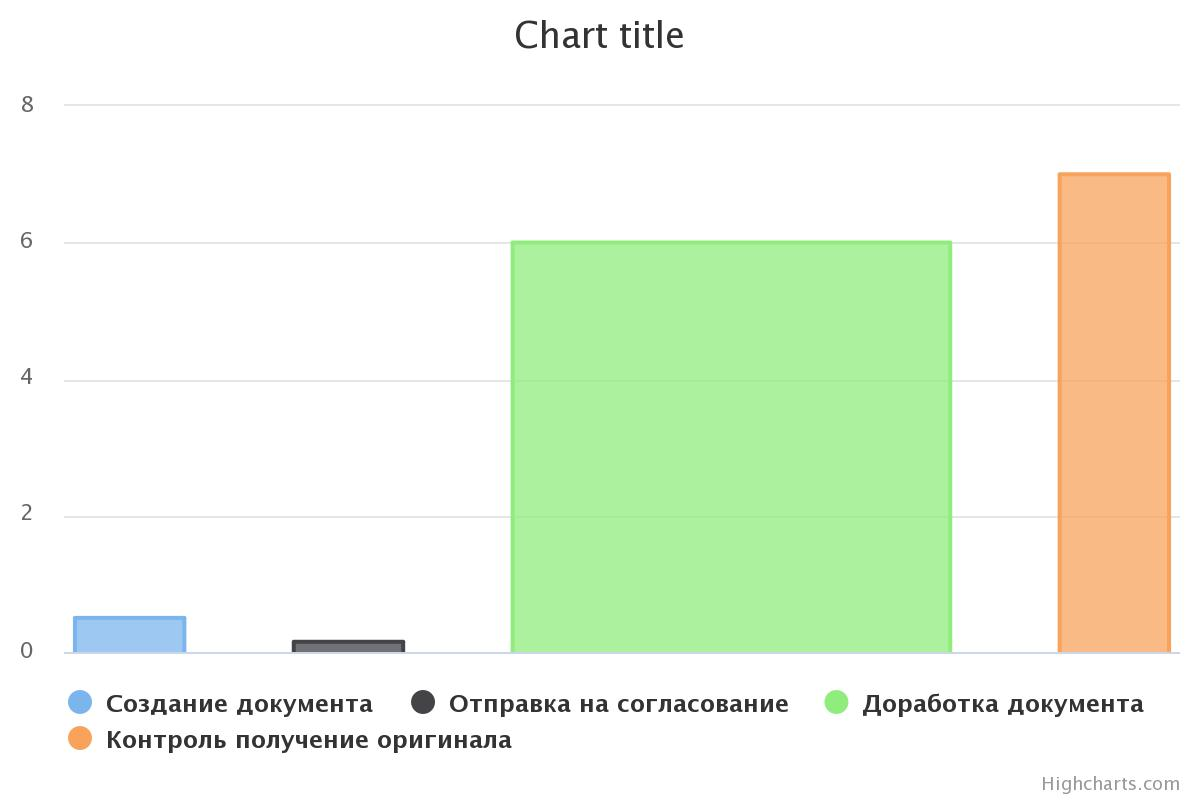 Chart title
8
6
4
2
0
Создание документа Отправка на согласование Доработка документа
Контроль получение оригинала
Highcharts.com